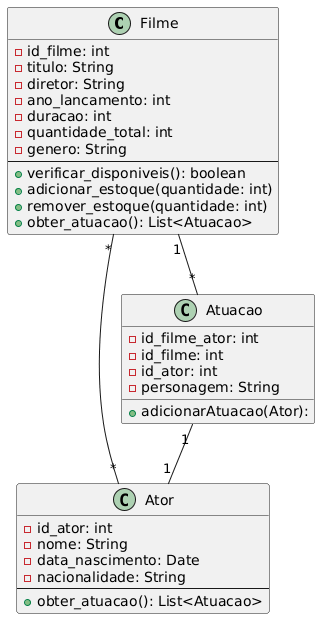 C Filme
id_filme: int
titulo: String
diretor: String
ano_lancamento: int
duracao: int
quantidade_total: int
genero: String
verificar_disponiveis(): boolean
adicionar_estoque(quantidade: int)
remover_estoque(quantidade: int)
obter_atuacao(): List<Atuacao>
* 1
*
C Atuacao
id_filme_ator: int
id_filme: int
id_ator: int
personagem: String
adicionarAtuacao(Ator):
1
* 1
C Ator
id_ator: int
nome: String
data_nascimento: Date
nacionalidade: String
obter_atuacao(): List<Atuacao>